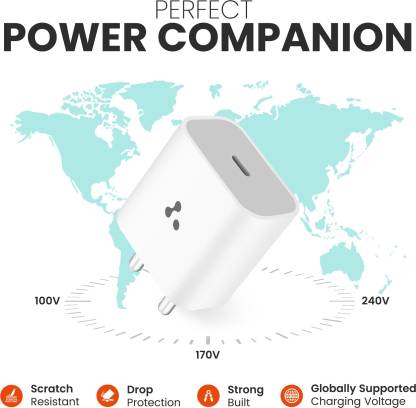 PERFECT
POWER COMPANION
100V
240V
170V
Scratch
Resistant
Drop
Protection
Strong
Built
Globally Supported
Charging Voltage